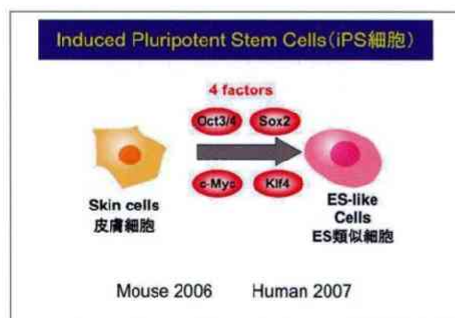 Induced Pluripotent Stem Cells(iPS細胞)
4 factors
Oct3/4 Sox2
c-Myc Klf4
Skin cells
皮膚細胞
ES-like
Cells
ES類似細胞
Mouse 2006 Human 2007